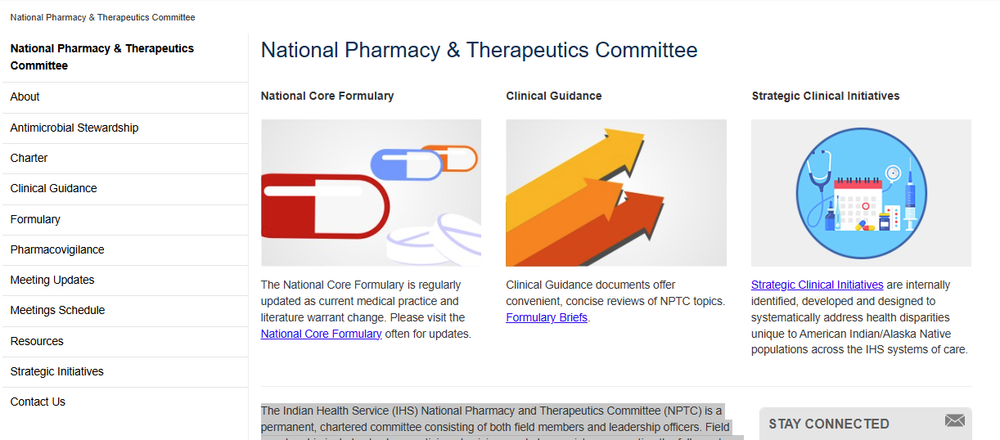 National Pharmacy & Therapeutics Committee
National Pharmacy & Therapeutics
Committee
About
Antimicrobial Stewardship
Charter
Clinical Guidance
Formulary
Pharmacovigilance
Meeting Updates
Meetings Schedule
Resources
Strategic Initiatives
Contact Us
National Pharmacy & Therapeutics Committee
National Core Formulary
The National Core Formulary is regularly
updated as current medical practice and
literature warrant change. Please visit the
National Core Formulary often for updates.
Clinical Guidance
Clinical Guidance documents offer
convenient, concise reviews of NPTC topics.
Formulary Briefs.
Strategic Clinical Initiatives
Strategic Clinical Initiatives are internally
identified, developed and designed to
systematically address health disparities
unique to American Indian/Alaska Native
populations across the IHS systems of care.
The Indian Health Service (IHS) National Pharmacy and Therapeutics Committee (NPTC) is a
permanent, chartered committee consisting of both field members and leadership officers. Field
STAY CONNECTED